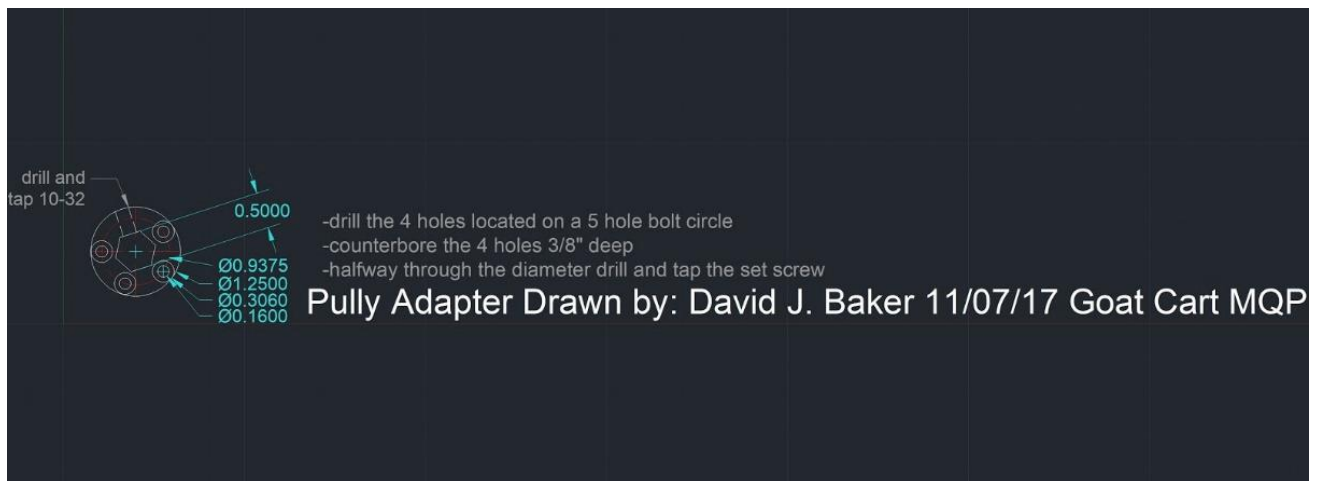 drill and
tap 10-32
0.5000
Ø0.9375
Ø1.2500
Ø0.3060
Ø0.1600
-drill the 4 holes located on a 5 hole bolt circle
-counterbore the 4 holes 3/8" deep
-halfway through the diameter drill and tap the set screw
Pully Adapter Drawn by: David J. Baker 11/07/17 Goat Cart MQP